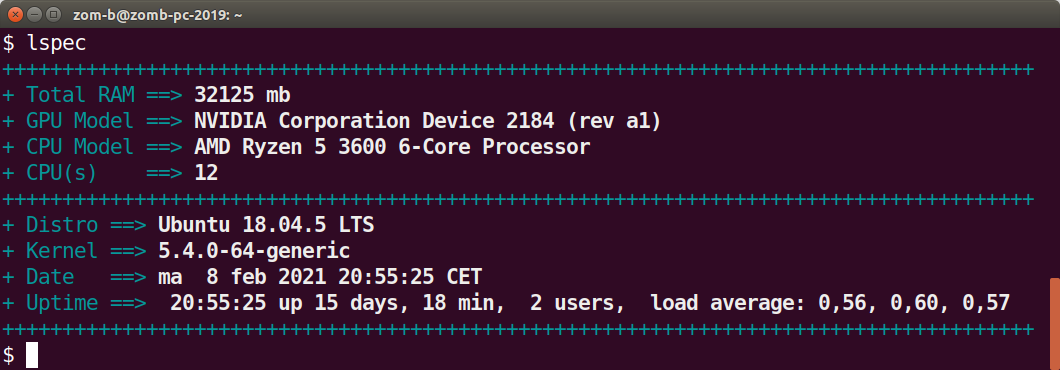 zom-b@zomb-pc-2019: ~
$ lspec
++++++++++++++++++++++++++++++++++++++++++++++++++++++++++++++++++++++++++++++++++++++
+ Total RAM ==> 32125 mb
+ GPU Model ==> NVIDIA Corporation Device 2184 (rev a1)
+ CPU Model ==> AMD Ryzen 5 3600 6-Core Processor
+ CPU(s)    ==> 12
++++++++++++++++++++++++++++++++++++++++++++++++++++++++++++++++++++++++++++++++++++++
+ Distro ==> Ubuntu 18.04.5 LTS
+ Kernel ==> 5.4.0-64-generic
+ Date   ==> ma  8 feb 2021 20:55:25 CET
+ Uptime ==>  20:55:25 up 15 days, 18 min,  2 users,  load average: 0,56, 0,60, 0,57
++++++++++++++++++++++++++++++++++++++++++++++++++++++++++++++++++++++++++++++++++++++
$